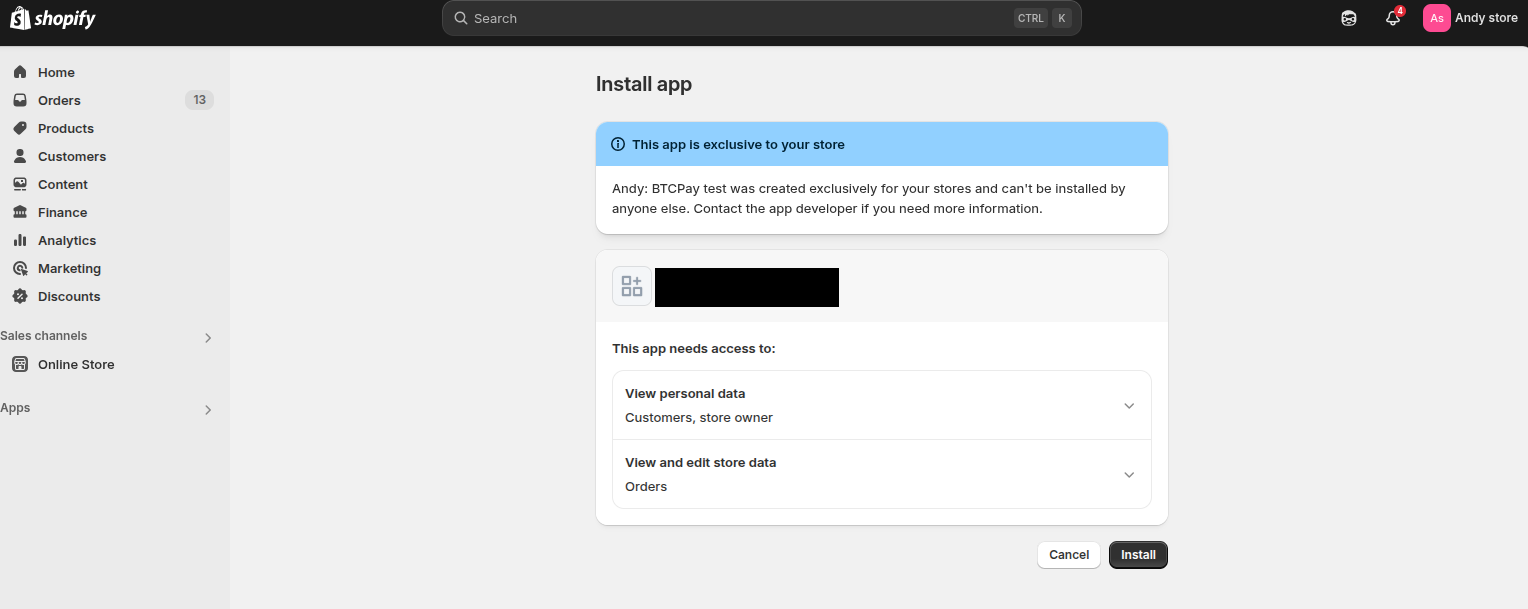 shopify
Search
CTRL K
4
As
Andy store
Home
Orders 13
Products
Customers
Content
Finance
Analytics
Marketing
Discounts
Sales channels
Online Store
Apps
Install app
This app is exclusive to your store
Andy: BTCPay test was created exclusively for your stores and can't be installed by
anyone else. Contact the app developer if you need more information.
This app needs access to:
View personal data
Customers, store owner
View and edit store data
Orders
Cancel
Install